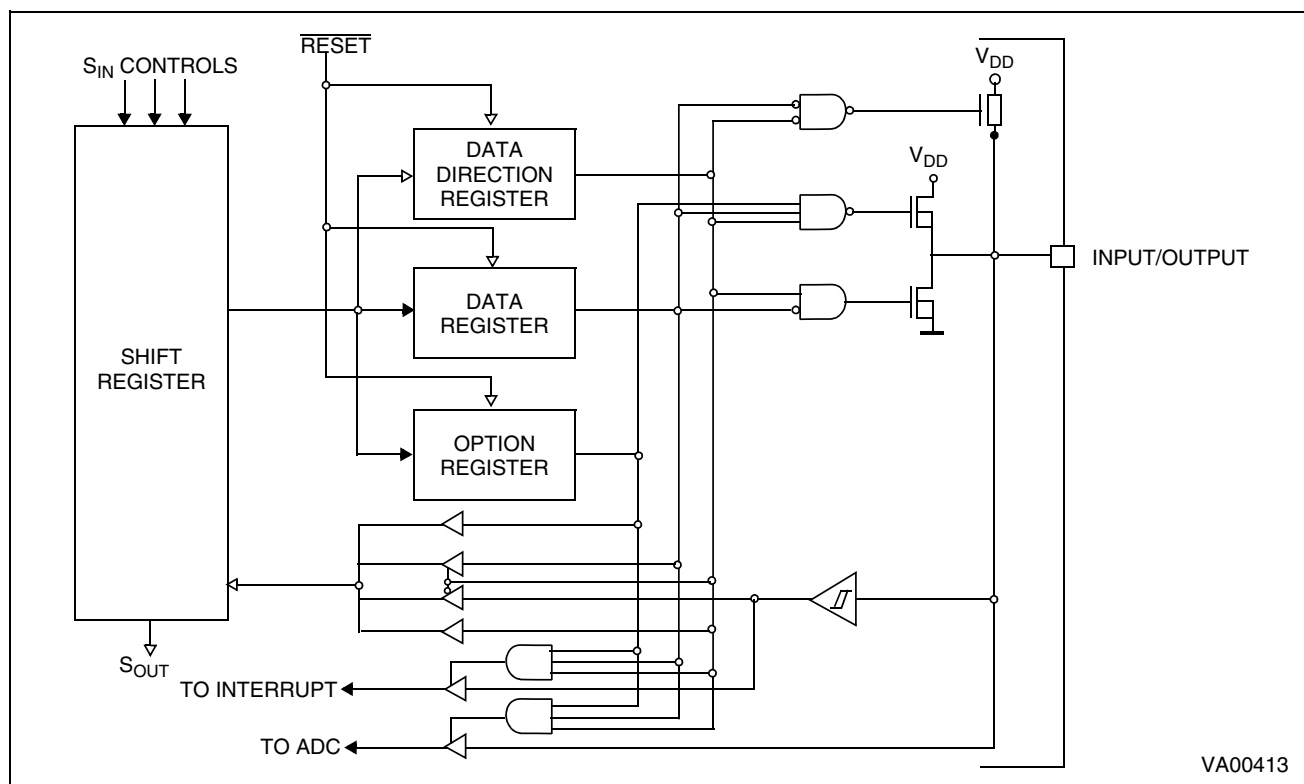 RESET
S_IN CONTROLS
V_DD
DATA
DIRECTION
REGISTER
V_DD
INPUT/OUTPUT
DATA
REGISTER
SHIFT
REGISTER
OPTION
REGISTER
S_OUT
TO INTERRUPT
TO ADC
VA00413